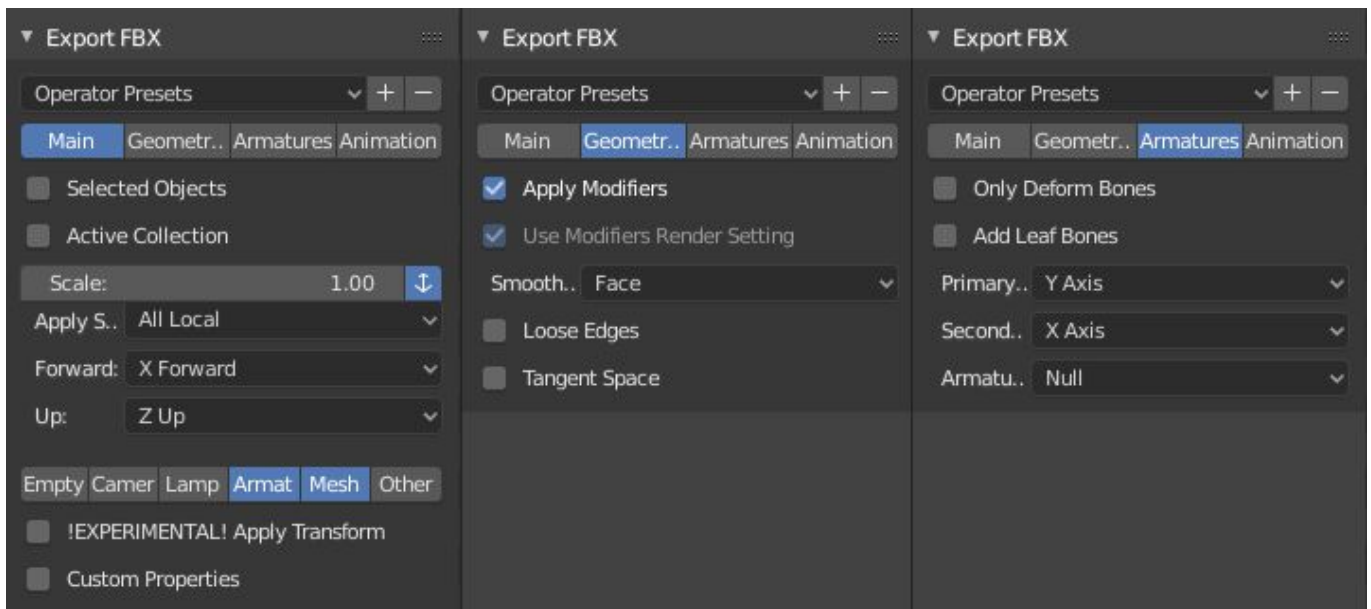 Export FBX
Operator Presets
Main Geometr.. Armatures Animation
Selected Objects
Active Collection
Scale: 1.00
Apply S.. All Local
Forward: X Forward
Up: Z Up
Empty Camer Lamp Armat Mesh Other
!EXPERIMENTAL! Apply Transform
Custom Properties
Export FBX
Operator Presets
Main Geometr.. Armatures Animation
Apply Modifiers
Use Modifiers Render Setting
Smooth.. Face
Loose Edges
Tangent Space
Export FBX
Operator Presets
Main Geometr.. Armatures Animation
Only Deform Bones
Add Leaf Bones
Primary.. Y Axis
Second.. X Axis
Armatu.. Null